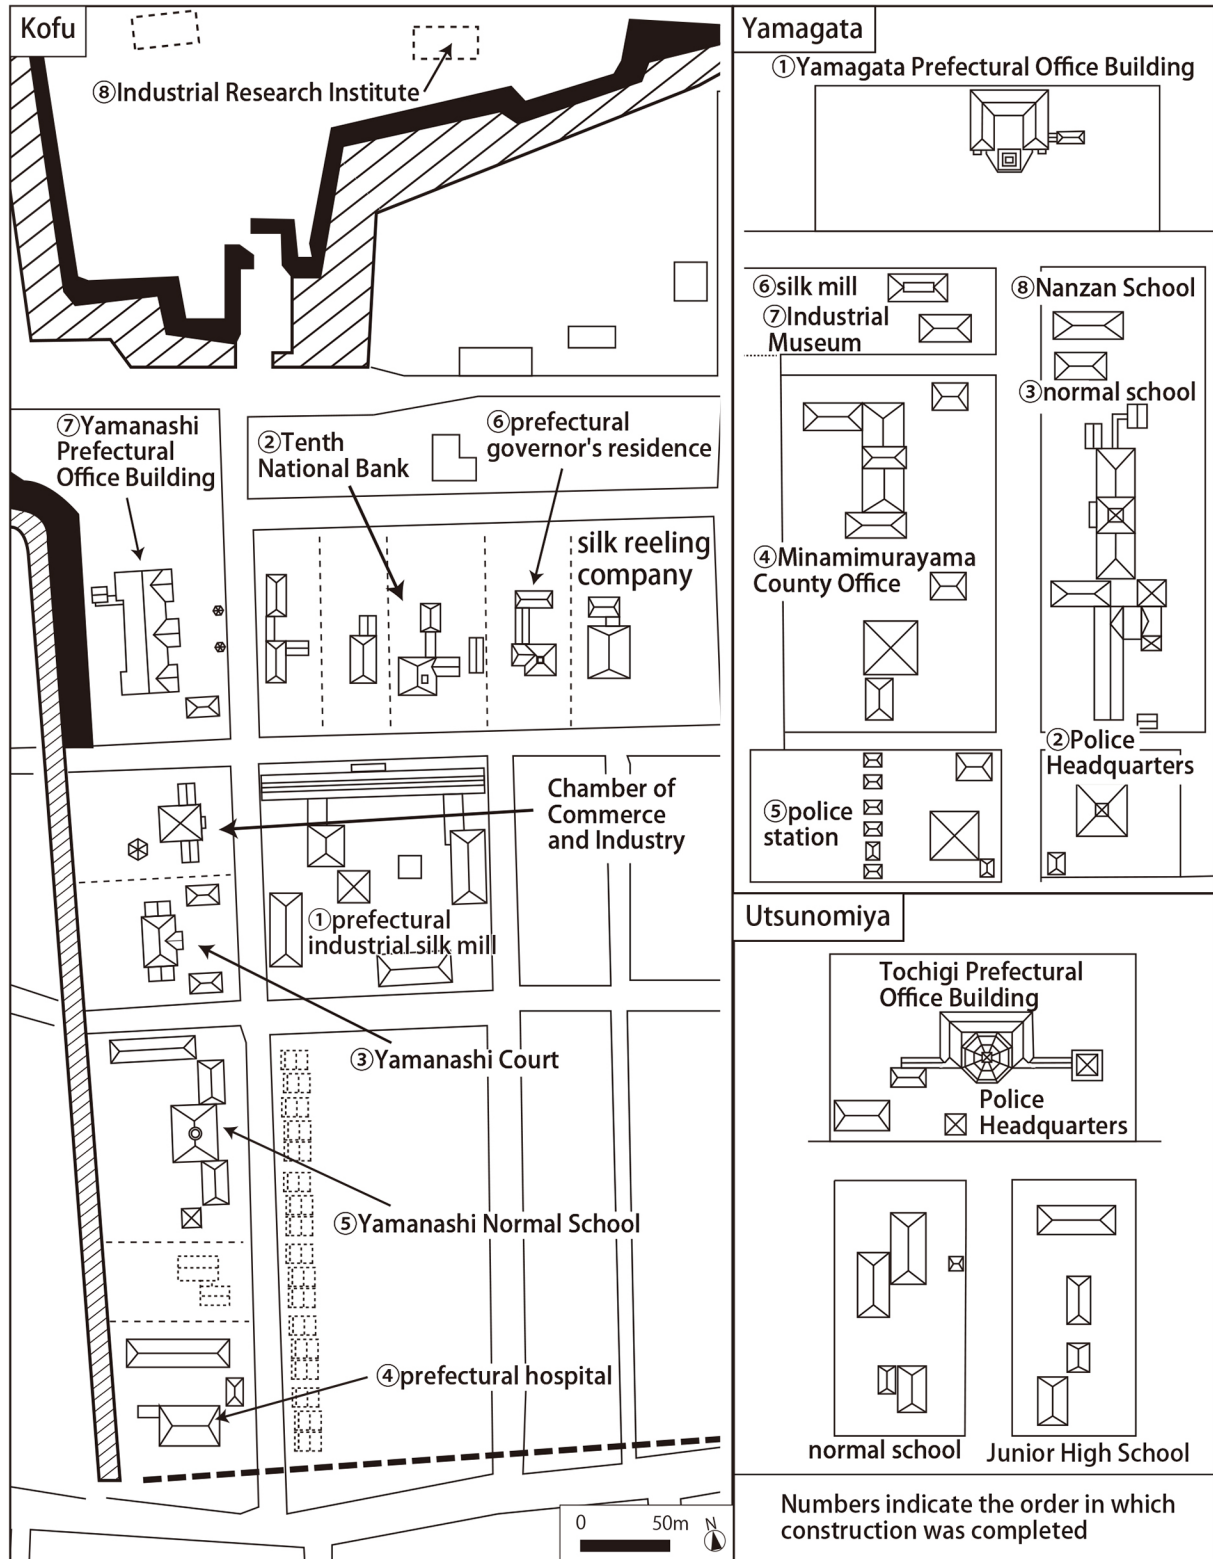 Kofu
⑧Industrial Research Institute
⑦Yamanashi
Prefectural
Office Building
②Tenth
National Bank
⑥prefectural
governor's residence
silk reeling
company
Chamber of
Commerce
and Industry
①prefectural
industrial silk mill
③Yamanashi Court
⑤Yamanashi Normal School
④prefectural hospital
0 50m N
Yamagata
①Yamagata Prefectural Office Building
⑥silk mill
⑦Industrial
Museum
⑧Nanzan School
③normal school
④Minamimurayama
County Office
②Police
Headquarters
⑤police
station
Utsunomiya
Tochigi Prefectural
Office Building
Police
Headquarters
normal school
Junior High School
Numbers indicate the order in which
construction was completed